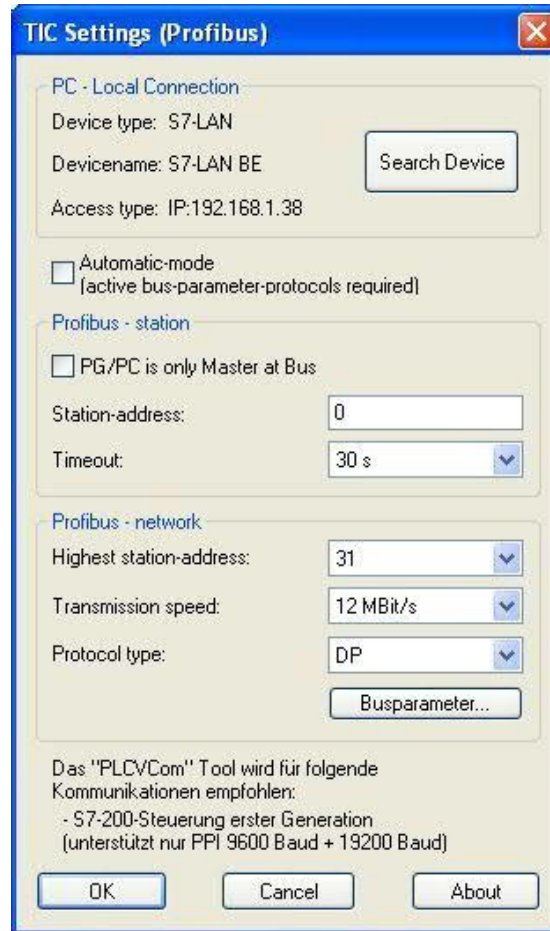 TIC Settings (Profibus)
PC - Local Connection
Device type: S7-LAN
Devicename: S7-LAN BE
Search Device
Access type: IP:192.168.1.38
Automatic-mode
(active bus-parameter-protocols required)
Profibus - station
PG/PC is only Master at Bus
Station-address: 0
Timeout: 30 s
Profibus - network
Highest station-address: 31
Transmission speed: 12 MBit/s
Protocol type: DP
Busparameter...
Das "PLCVCom" Tool wird für folgende
Kommunikationen empfohlen:
- S7-200-Steuerung erster Generation
(unterstützt nur PPI 9600 Baud + 19200 Baud)
OK Cancel About